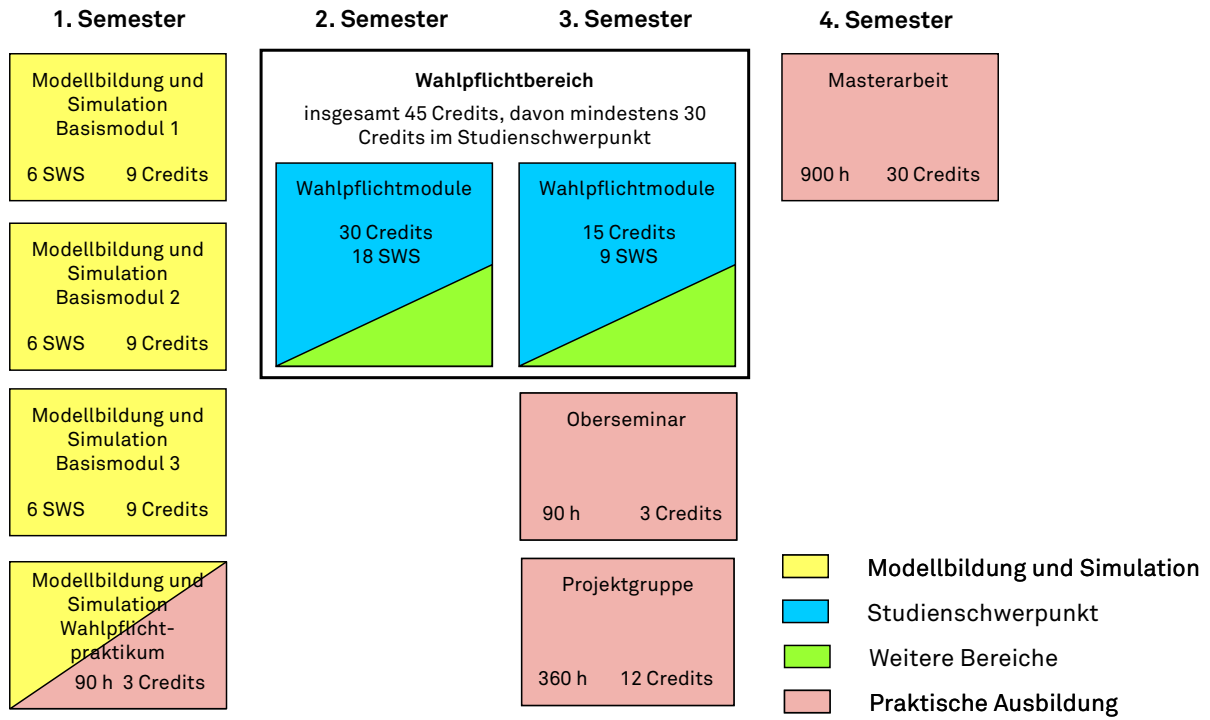 1. Semester
2. Semester
3. Semester
4. Semester
Modellbildung und
Simulation
Basismodul 1
6 SWS 9 Credits
Modellbildung und
Simulation
Basismodul 2
6 SWS 9 Credits
Modellbildung und
Simulation
Basismodul 3
6 SWS 9 Credits
Modellbildung und
Simulation
Wahlpflicht-
praktikum
90 h 3 Credits
Wahlpflichtbereich
insgesamt 45 Credits, davon mindestens 30
Credits im Studienschwerpunkt
Wahlpflichtmodule
30 Credits
18 SWS
Wahlpflichtmodule
15 Credits
9 SWS
Oberseminar
90 h 3 Credits
Projektgruppe
360 h 12 Credits
Masterarbeit
900 h 30 Credits
Modellbildung und Simulation
Studienschwerpunkt
Weitere Bereiche
Praktische Ausbildung